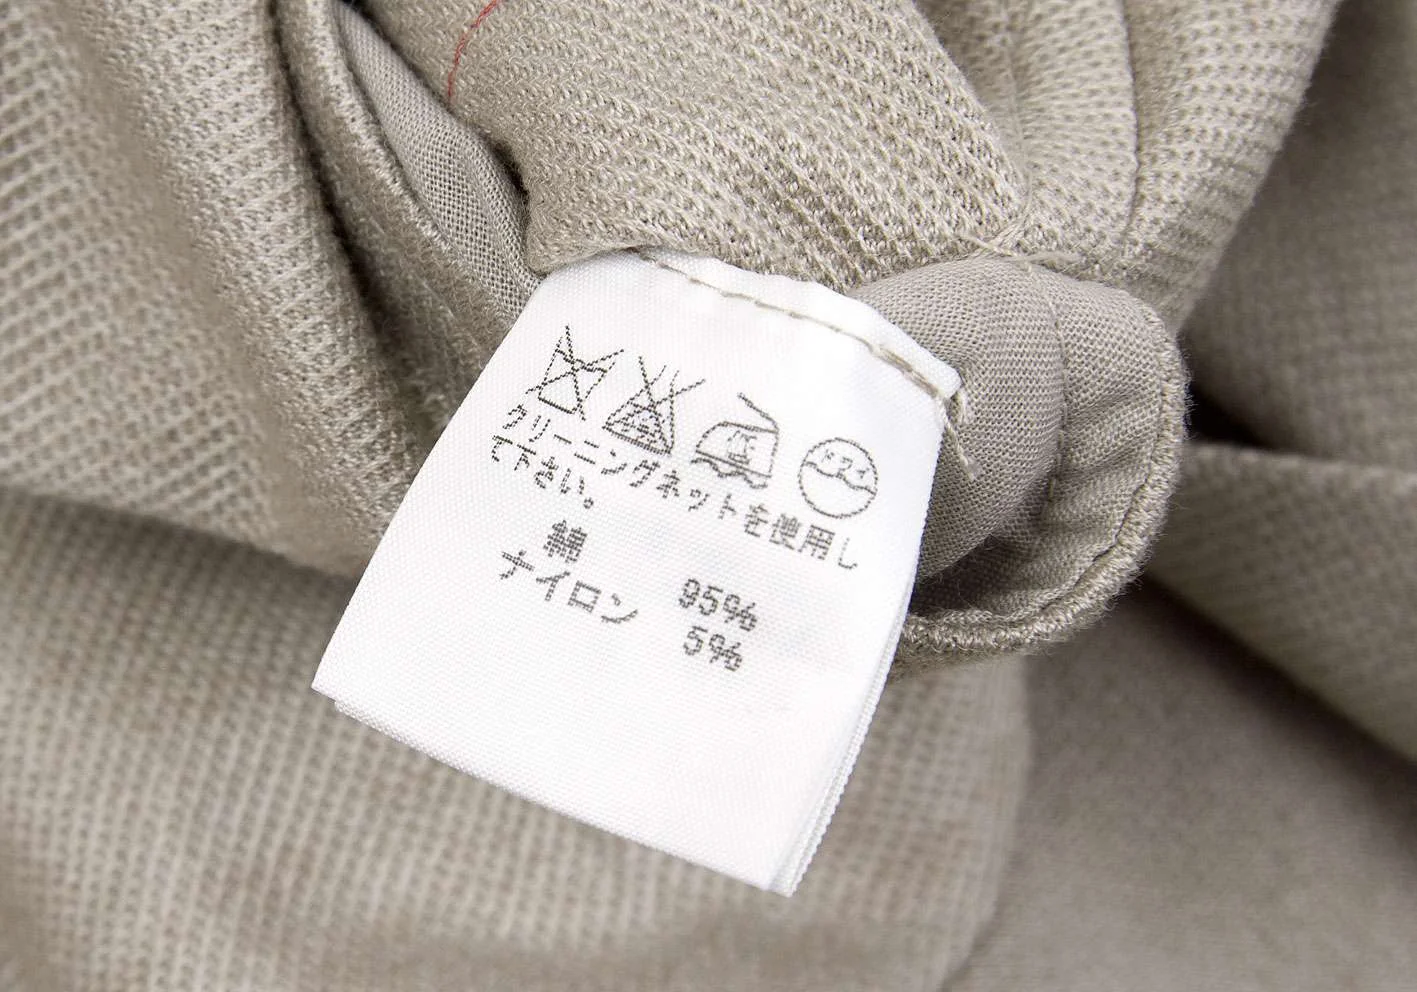 クリーニングネットを使用し
て下さい。
綿 95%
ナイロン 5%